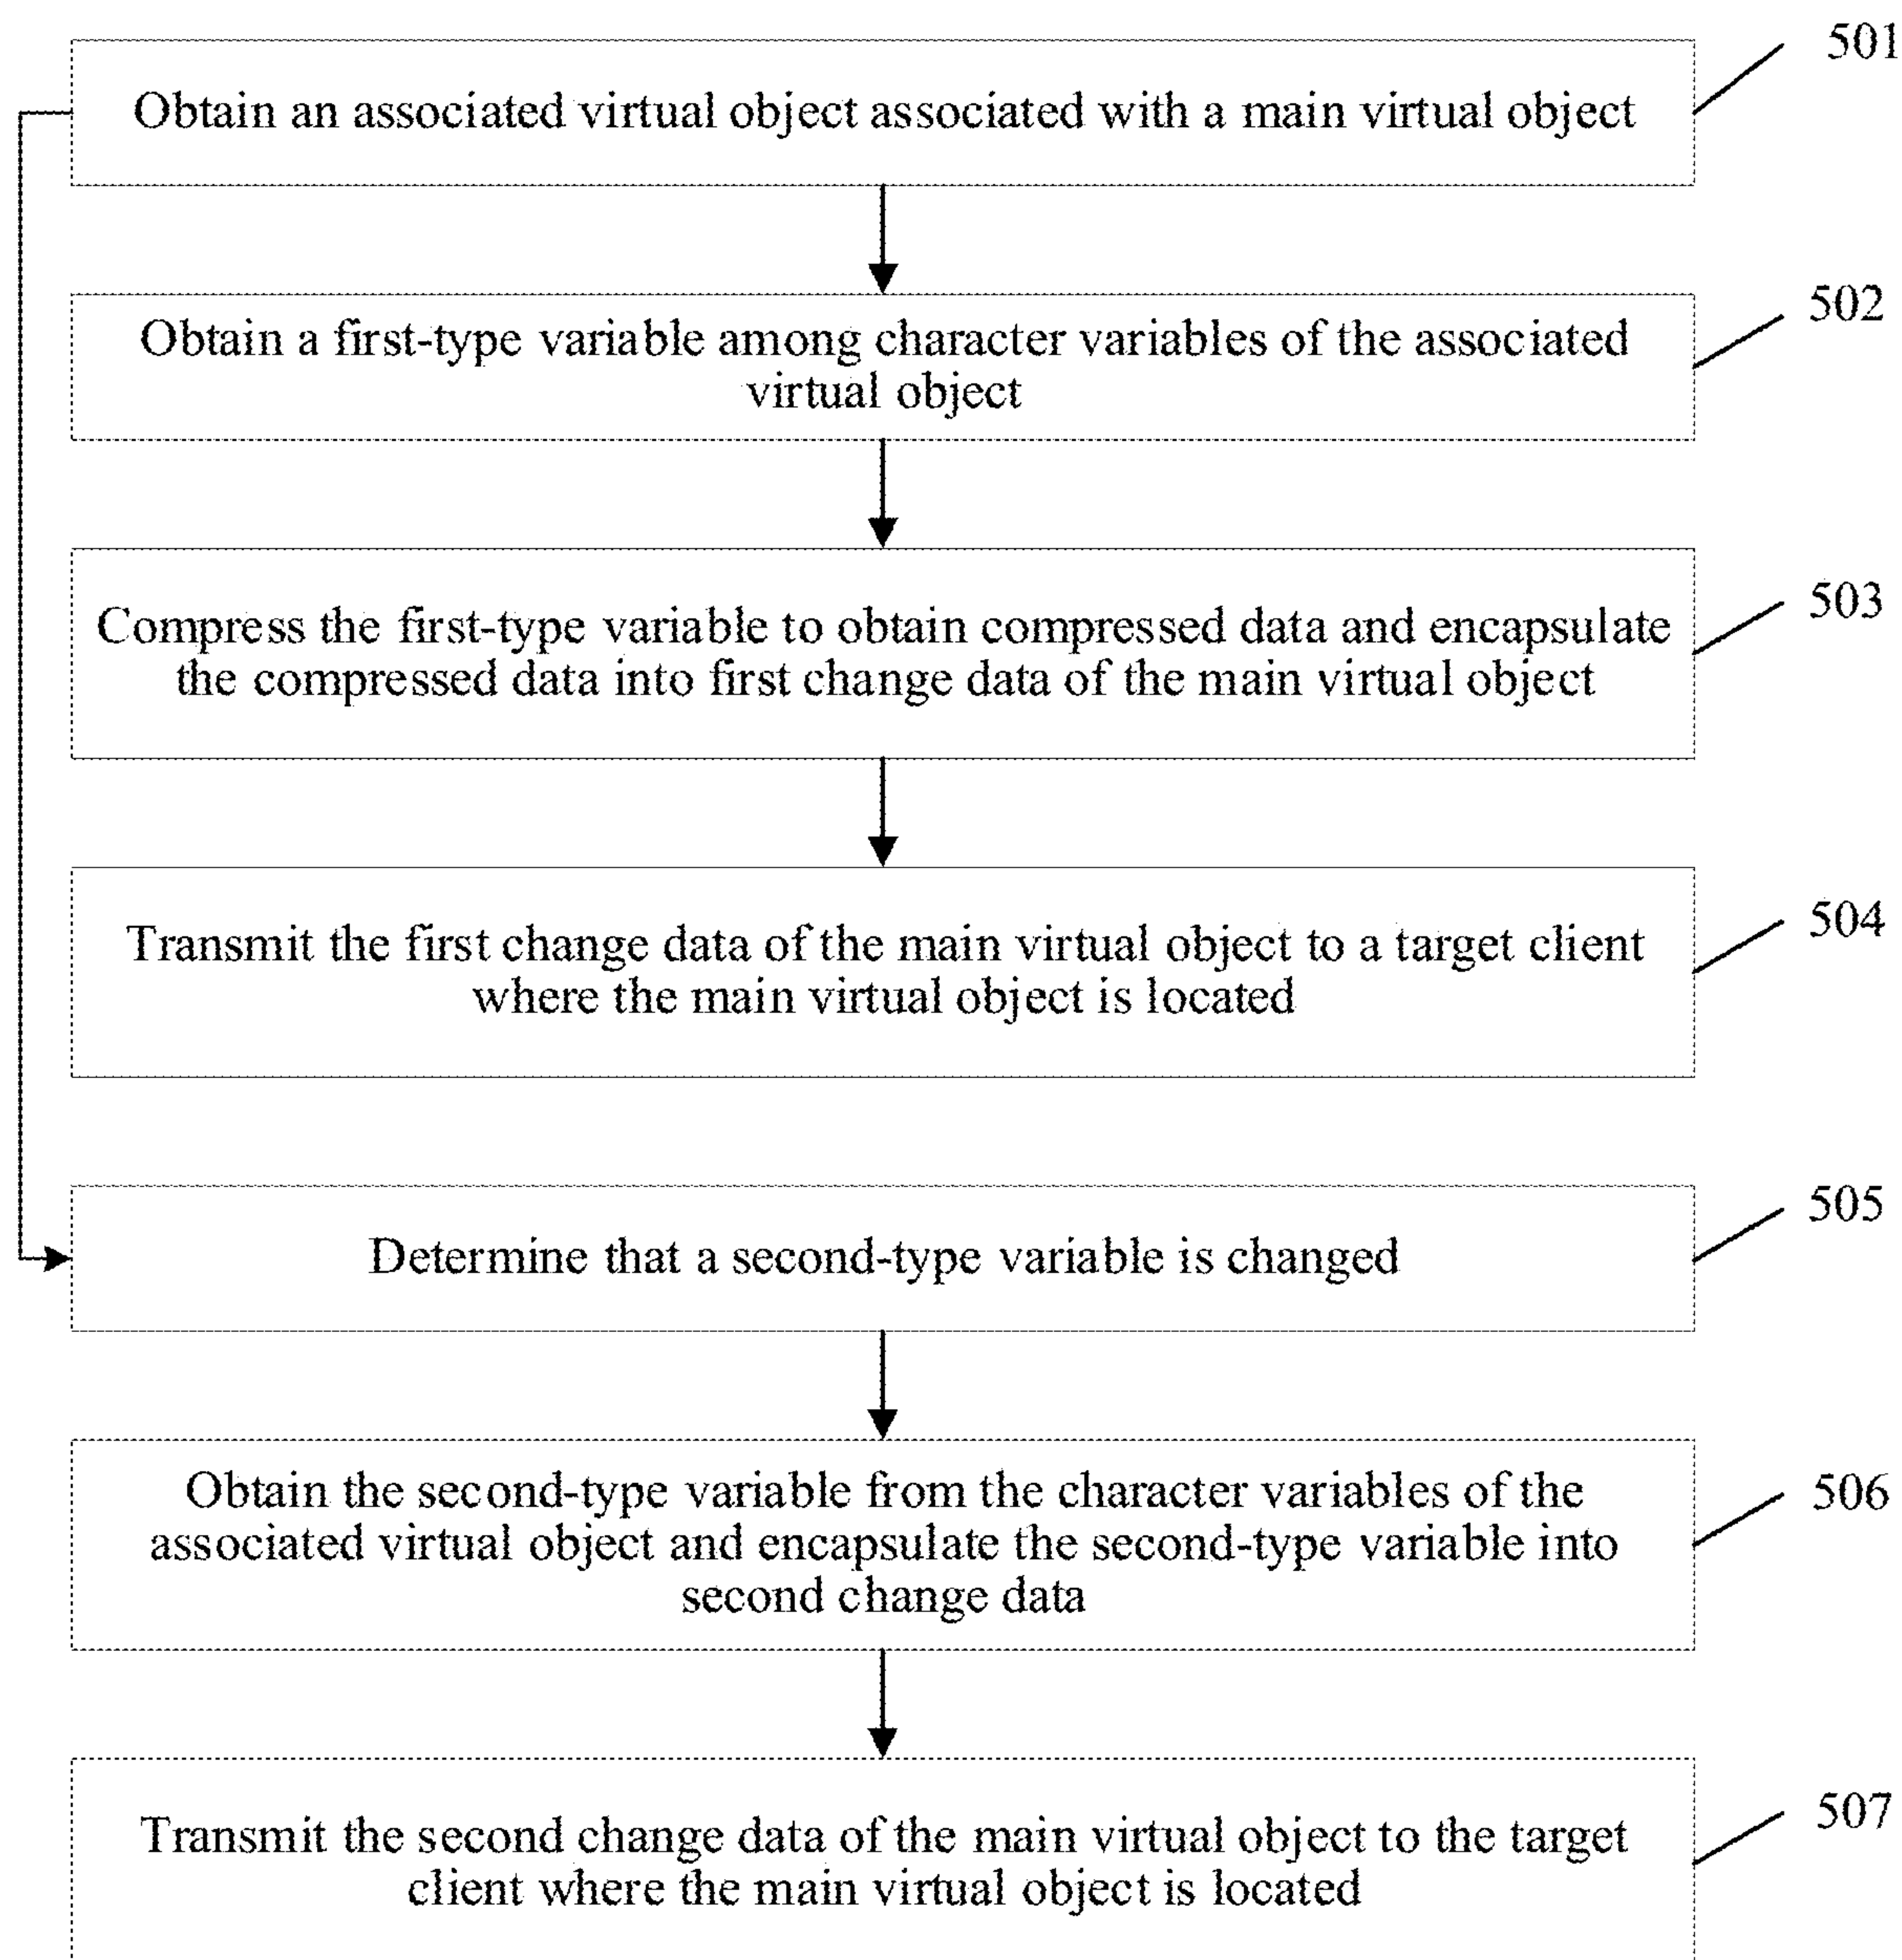 501
Obtain an associated virtual object associated with a main virtual object
502
Obtain a first-type variable among character variables of the associated
virtual object
503
Compress the first-type variable to obtain compressed data and encapsulate
the compressed data into first change data of the main virtual object
504
Transmit the first change data of the main virtual object to a target client
where the main virtual object is located
505
Determine that a second-type variable is changed
506
Obtain the second-type variable from the character variables of the
associated virtual object and encapsulate the second-type variable into
second change data
507
Transmit the second change data of the main virtual object to the target
client where the main virtual object is located